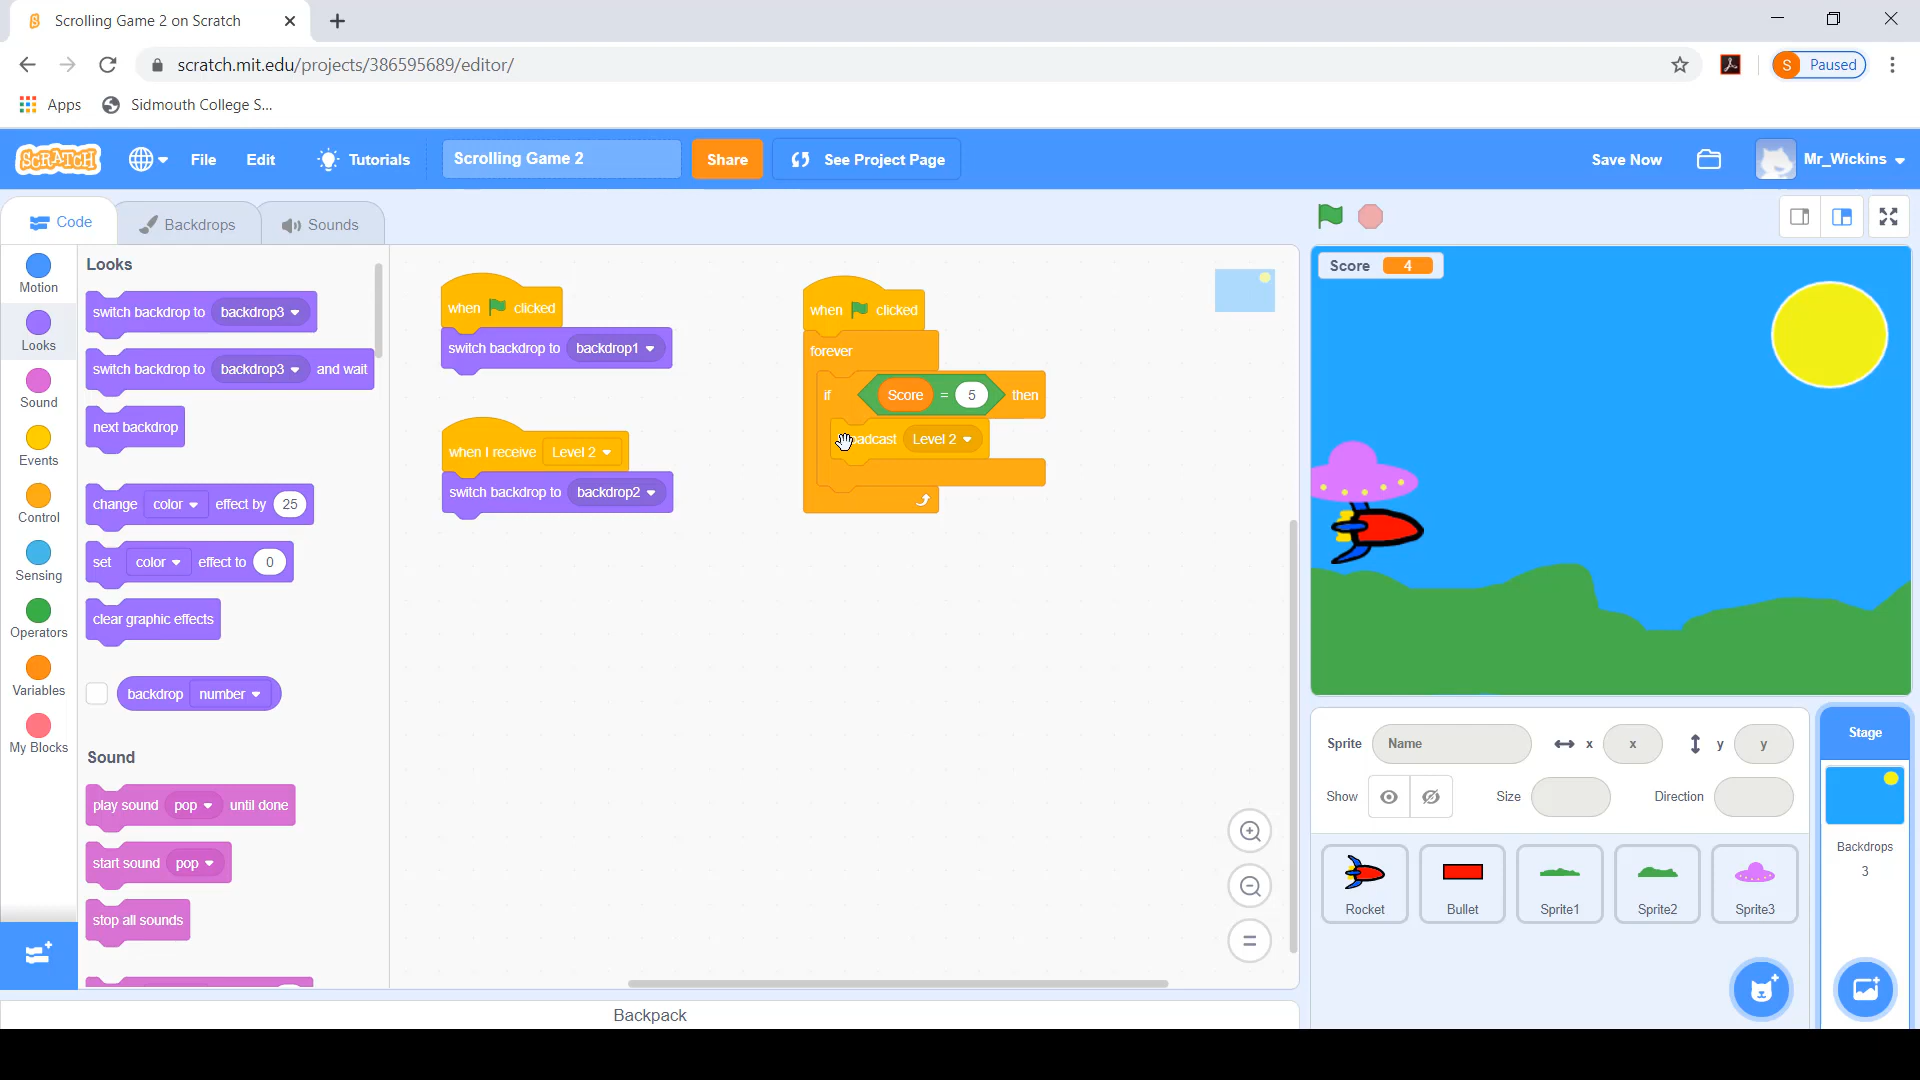 Scrolling Game 2 on Scratch
scratch.mit.edu/projects/386595689/editor/
S Paused
Apps Sidmouth College S...
SCRATCH File Edit Tutorials Scrolling Game 2 Share See Project Page Save Now Mr_Wickins
Code Backdrops Sounds
Motion
Looks
Sound
Events
Control
Sensing
Operators
Variables
My Blocks
Looks
switch backdrop to backdrop3
switch backdrop to backdrop3 and wait
next backdrop
change color effect by 25
set color effect to 0
clear graphic effects
backdrop number
Sound
play sound pop until done
start sound pop
stop all sounds
when clicked
switch backdrop to backdrop1
when I receive Level 2
switch backdrop to backdrop2
when clicked
forever
if Score = 5 then
adcast Level 2
Score 4
Sprite Name x x y y
Show Size Direction
Rocket Bullet Sprite1 Sprite2 Sprite3
Stage
Backdrops
3
Backpack